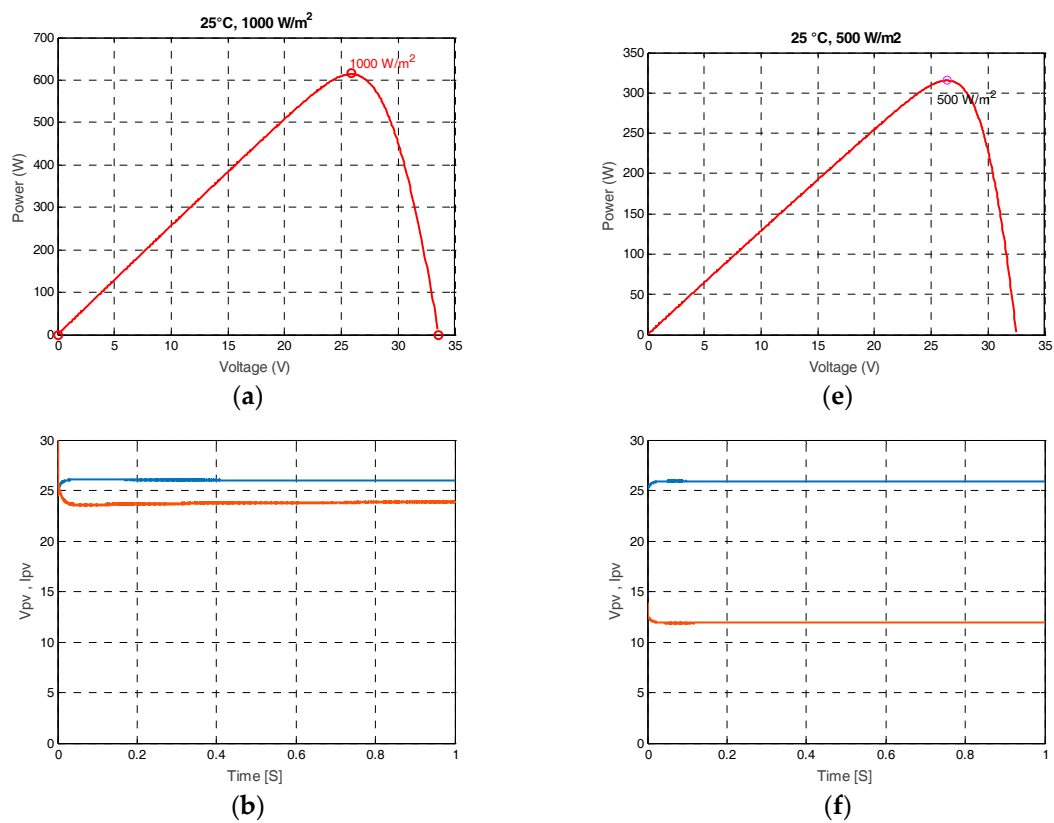 25°C, 1000 W/m²
700
600
500
400
300
200
100
0
Power (W)
1000 W/m²
0 5 10 15 20 25 30 35
Voltage (V)
(a)
25 °C, 500 W/m2
350
300
250
200
150
100
50
0
Power (W)
500 W/m²
0 5 10 15 20 25 30 35
Voltage (V)
(e)
30
25
20
15
10
5
0
Vpv , Ipv
0 0.2 0.4 0.6 0.8 1
Time [S]
(b)
30
25
20
15
10
5
0
Vpv , Ipv
0 0.2 0.4 0.6 0.8 1
Time [S]
(f)